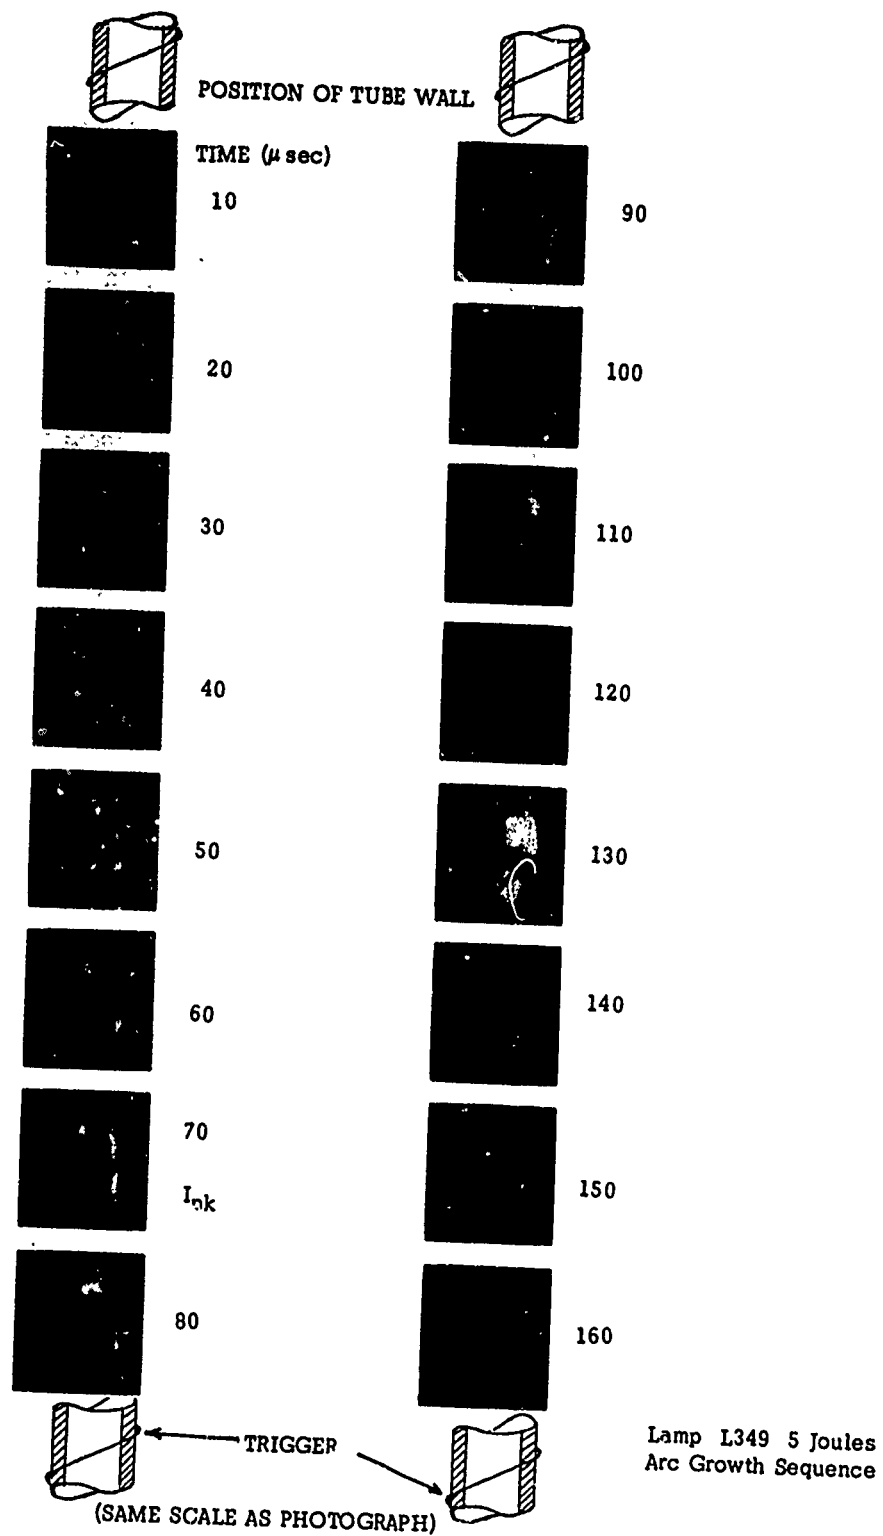 POSITION OF TUBE WALL
TIME (μ sec)
10
20
30
40
50
60
70
Ipk
80
90
100
110
120
130
140
150
160
TRIGGER
(SAME SCALE AS PHOTOGRAPH)
Lamp L349 5 Joules
Arc Growth Sequence